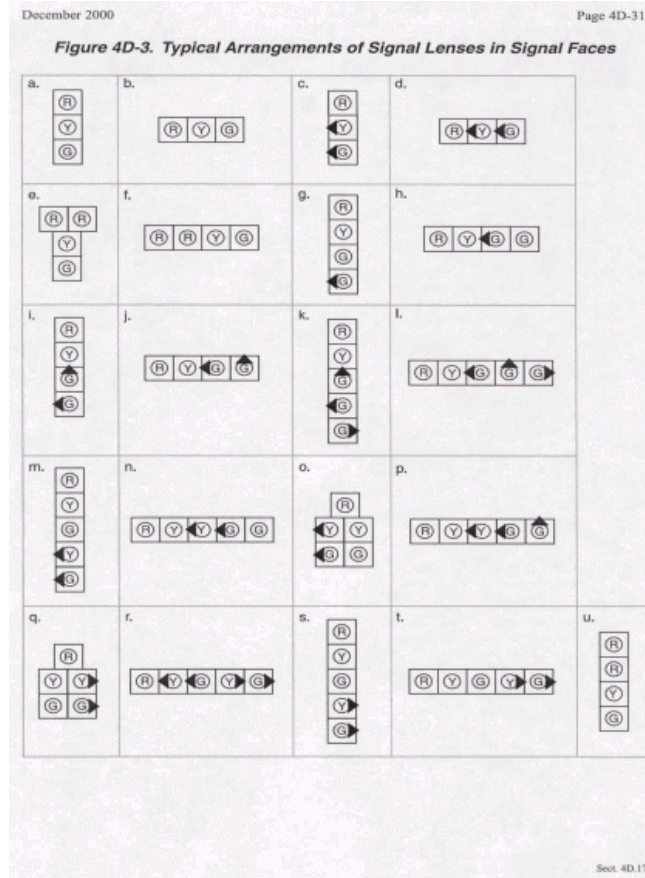 December 2000 Page 4D-31
Figure 4D-3. Typical Arrangements of Signal Lenses in Signal Faces
a. b. c. d.
R
Y
G
R Y G
R
Y
G
R Y G
e. f. g. h.
R R
Y
G
R R Y G
R
Y
G
G
R Y G G
i. j. k. l.
R
Y
G
G
R Y G G
R
Y
G
G
G
R Y G G G
m. n. o. p.
R
Y
G
Y
G
R Y Y G G
R
Y Y
G G
R Y Y G G
q. r. s. t. u.
R
Y Y
G G
R Y G Y G
R
Y
G
Y
G
R Y G Y G
R
R
Y
G
Sect. 4D.17